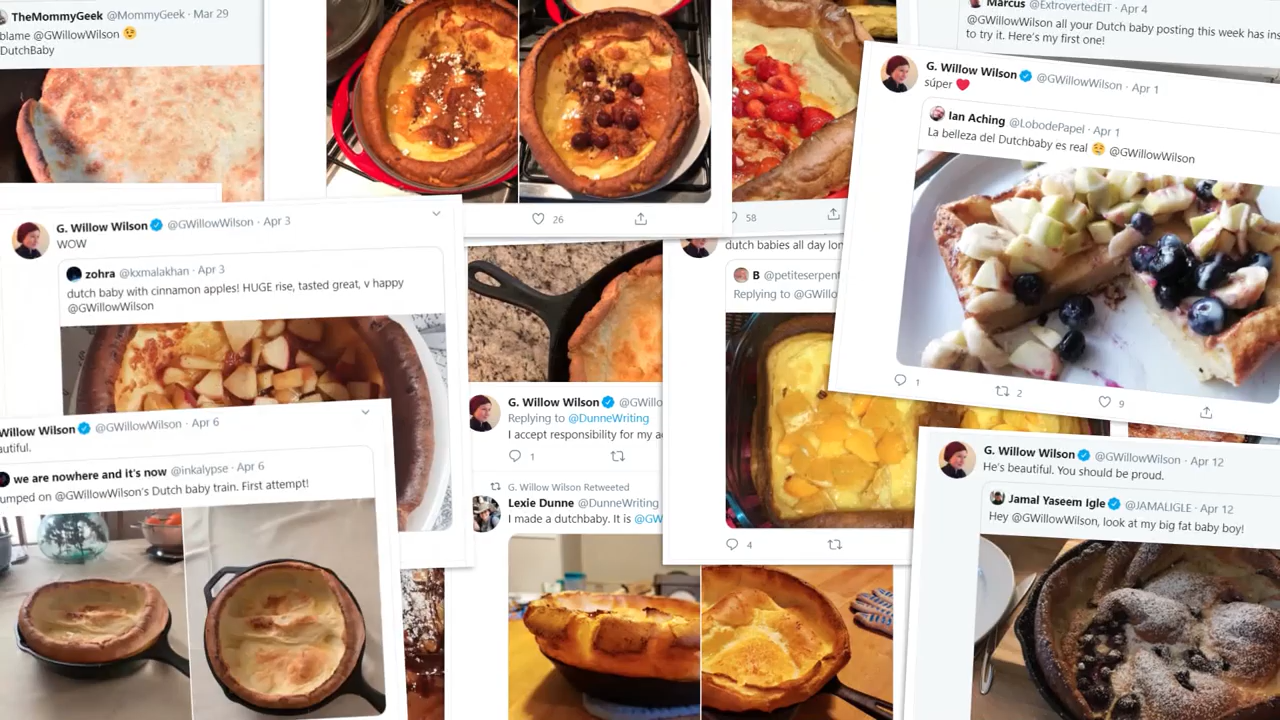 TheMommyGeek @MommyGeek · Mar 29
blame @GWillowWilson 😉
DutchBaby
26
58
Marcus @ExtrovertedEIT · Apr 4
@GWillowWilson all your Dutch baby posting this week has
to try it. Here's my first one!
G. Willow Wilson @GWillowWilson · Apr 1
súper ❤️
Ian Aching @LobodePapel · Apr 1
La belleza del Dutchbaby es real 😌 @GWillowWilson
1 2 9
G. Willow Wilson @GWillowWilson · Apr 3
WOW
zohra @kxmalakhan · Apr 3
dutch baby with cinnamon apples! HUGE rise, tasted great, v happy
@GWillowWilson
dutch babies all day
B
Replying to
Willow Wilson @GWillowWilson · Apr 6
we are nowhere and it's now @inkalypse · Apr 6
on @GWillowWilson's Dutch baby train. First attempt!
G. Willow Wilson
Replying to @DunneWriting
I accept responsibility for my
1
G. Willow Wilson Retweeted
Lexie Dunne @DunneWriting
I made a dutchbaby. It is
4
G. Willow Wilson @GWillowWilson · Apr 12
He's beautiful. You should be proud.
Jamal Yaseem Igle @JAMALIGLE · Apr 12
Hey @GWillowWilson, look at my big fat baby boy!